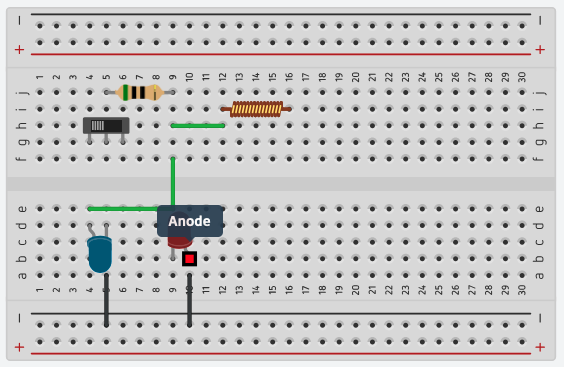 − −
+ +
1 2 3 4 5 6 7 8 9 10 11 12 13 14 15 16 17 18 19 20 21 22 23 24 25 26 27 28 29 30
j j
i i
h h
g g
f f
e e
d Anode d
c c
b b
a a
1 2 3 4 5 6 7 8 9 10 11 12 13 14 15 16 17 18 19 20 21 22 23 24 25 26 27 28 29 30
− −
+ +